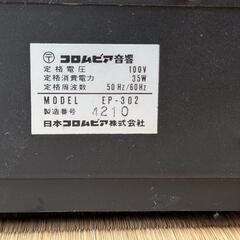 〒 コロムビア音響
定格電圧 100V
定格消費電力 35W
定格周波数 50Hz/60Hz
MODEL EP-302
製造番号 4210
日本コロムビア株式会社